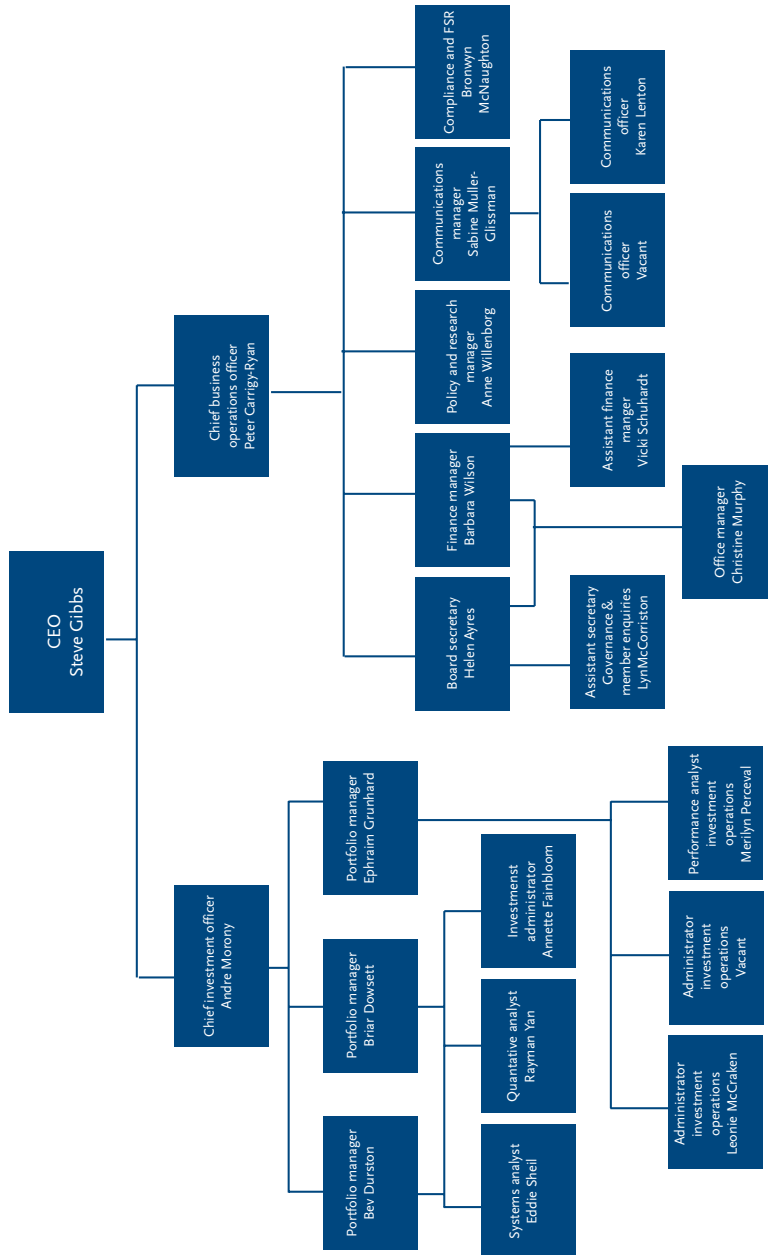 CEO
Steve Gibbs
Chief investment officer
Andre Morony
Chief business
operations officer
Peter Carrigy-Ryan
Portfolio manager
Bev Durston
Portfolio manager
Briar Dowsett
Portfolio manager
Ephraim Grunhard
Board secretary
Helen Ayres
Finance manager
Barbara Wilson
Policy and research
manager
Anne Willenborg
Communications
manager
Sabine Muller-
Glissman
Compliance and FSR
Bronwyn
McNaughton
Systems analyst
Eddie Sheil
Quantative analyst
Rayman Yan
Investmenst
administrator
Annette Fainbloom
Assistant secretary
Governance &
member enquiries
LynMcCorriston
Assistant finance
manger
Vicki Schuhardt
Communications
officer
Vacant
Communications
officer
Karen Lenton
Administrator
investment
operations
Leonie McCraken
Administrator
investment
operations
Vacant
Performance analyst
investment
operations
Merilyn Perceval
Office manager
Christine Murphy